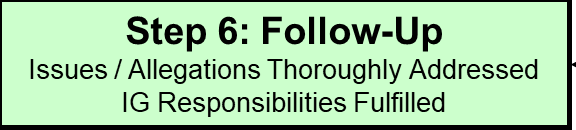 Step 6: Follow-Up
Issues / Allegations Thoroughly Addressed
IG Responsibilities Fulfilled